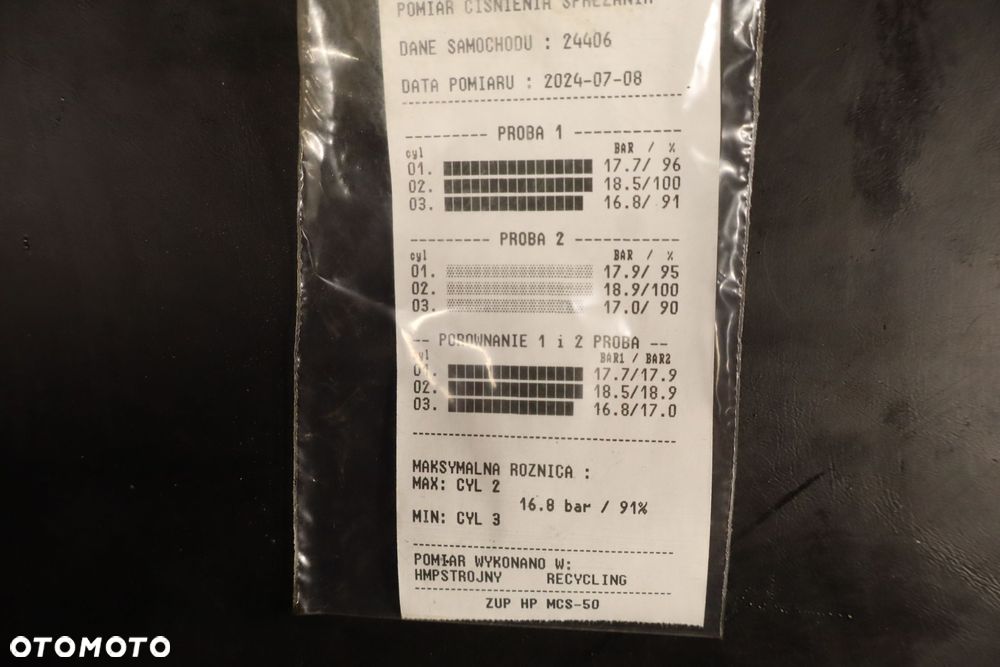 POMIAR CISNIENIA SPREZANIA
DANE SAMOCHODU : 24406
DATA POMIARU : 2024-07-08
--------- PROBA 1 ------------
cyl BAR / %
01. 17.7/ 96
02. 18.5/100
03. 16.8/ 91
--------- PROBA 2 ------------
cyl BAR / %
01. 17.9/ 95
02. 18.9/100
03. 17.0/ 90
-- POROWNANIE 1 i 2 PROBA --
cyl BAR1 / BAR2
01. 17.7/17.9
02. 18.5/18.9
03. 16.8/17.0
MAKSYMALNA ROZNICA :
MAX: CYL 2
16.8 bar / 91%
MIN: CYL 3
POMIAR WYKONANO W:
HMPSTROJNY RECYCLING
ZUP HP MCS-50
OTOMOTO